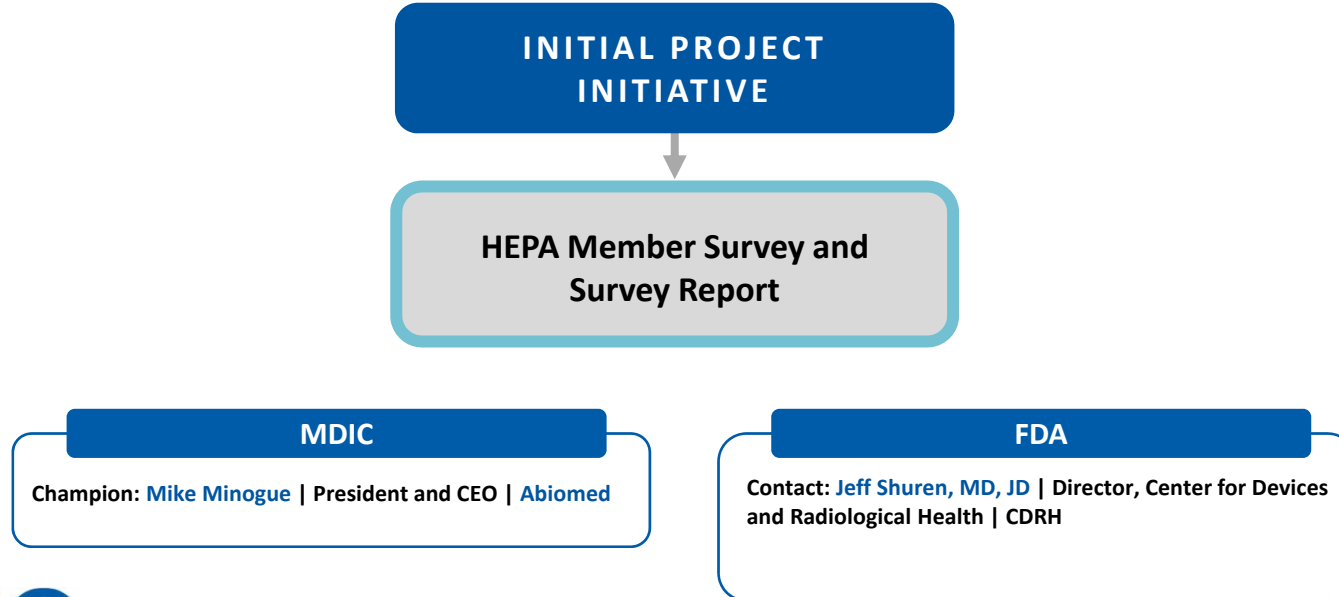 INITIAL PROJECT
INITIATIVE
HEPA Member Survey and
Survey Report
MDIC
Champion: Mike Minogue | President and CEO | Abiomed
FDA
Contact: Jeff Shuren, MD, JD | Director, Center for Devices
and Radiological Health | CDRH